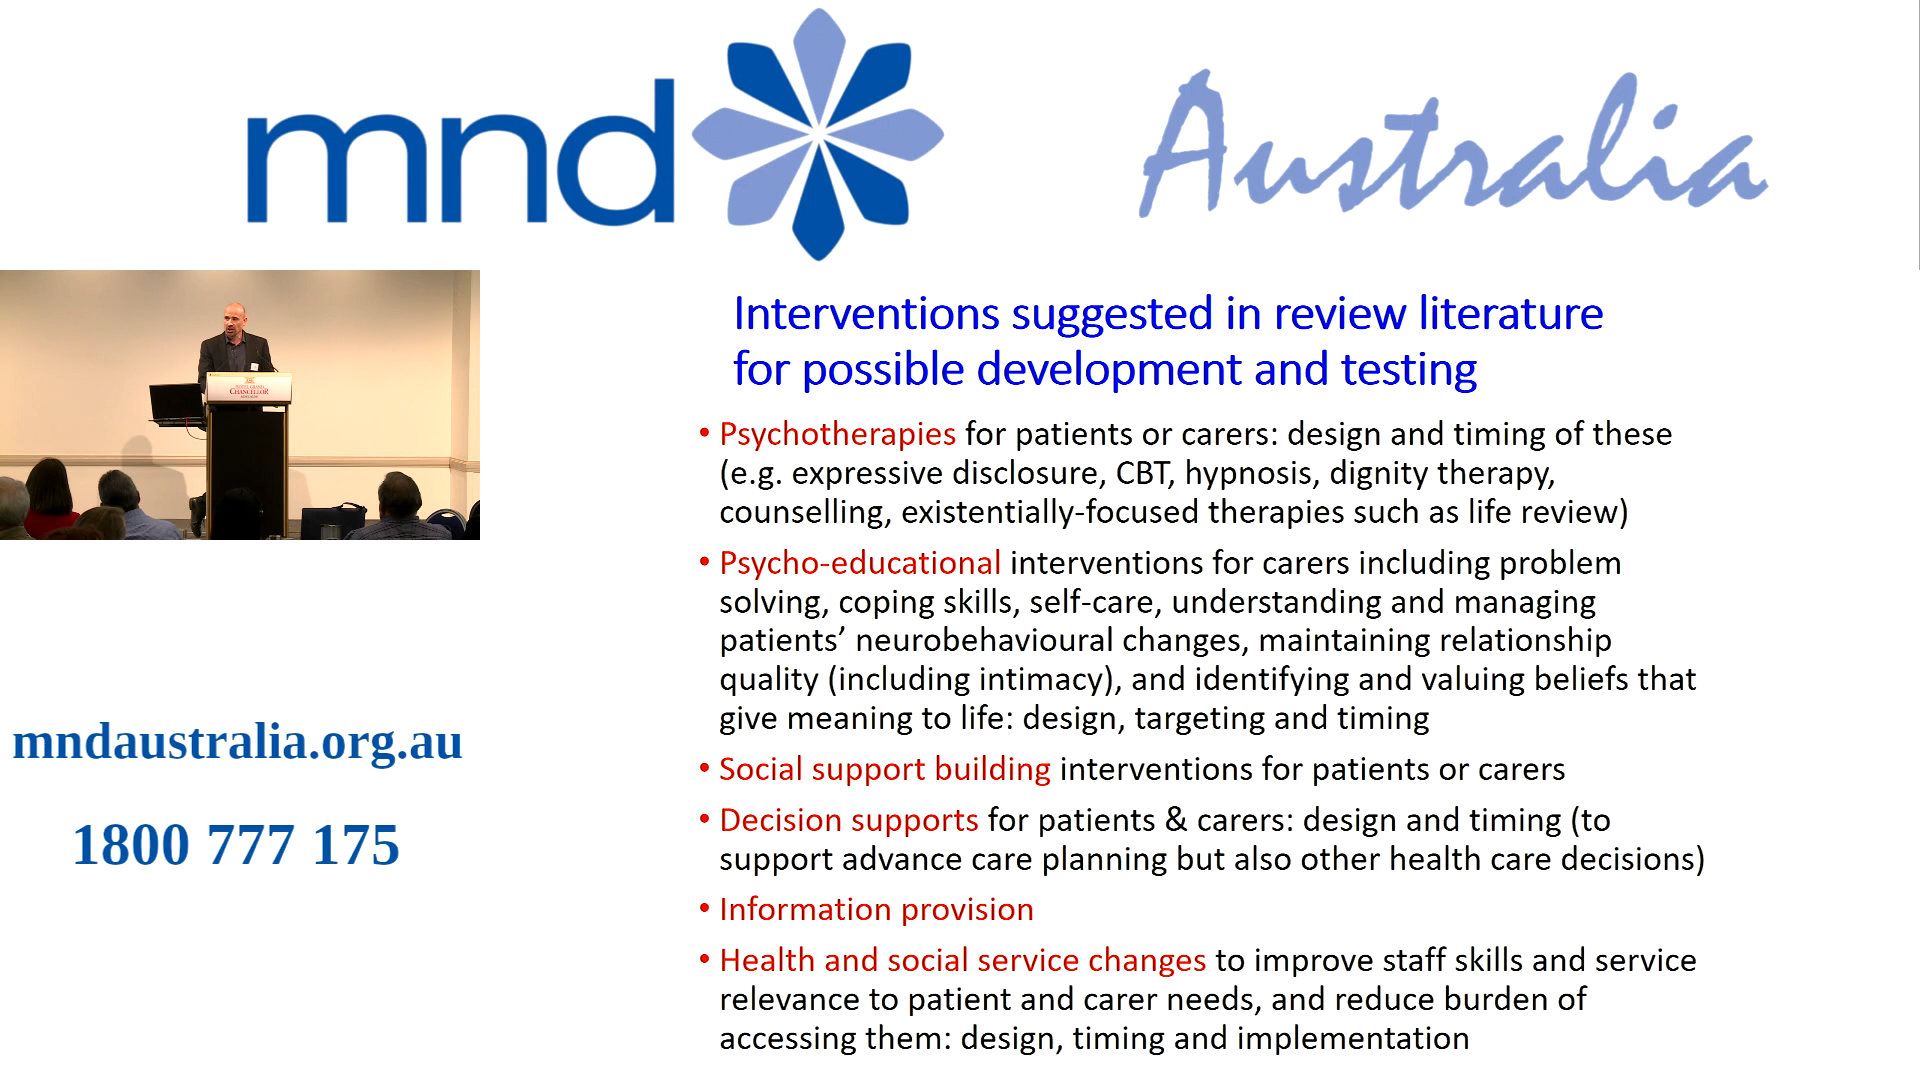 mnd Australia
Interventions suggested in review literature
for possible development and testing
• Psychotherapies for patients or carers: design and timing of these
(e.g. expressive disclosure, CBT, hypnosis, dignity therapy,
counselling, existentially-focused therapies such as life review)
• Psycho-educational interventions for carers including problem
solving, coping skills, self-care, understanding and managing
patients’ neurobehavioural changes, maintaining relationship
quality (including intimacy), and identifying and valuing beliefs that
give meaning to life: design, targeting and timing
• Social support building interventions for patients or carers
• Decision supports for patients & carers: design and timing (to
support advance care planning but also other health care decisions)
• Information provision
• Health and social service changes to improve staff skills and service
relevance to patient and carer needs, and reduce burden of
accessing them: design, timing and implementation
CHANCELLOR
mndaustralia.org.au
1800 777 175